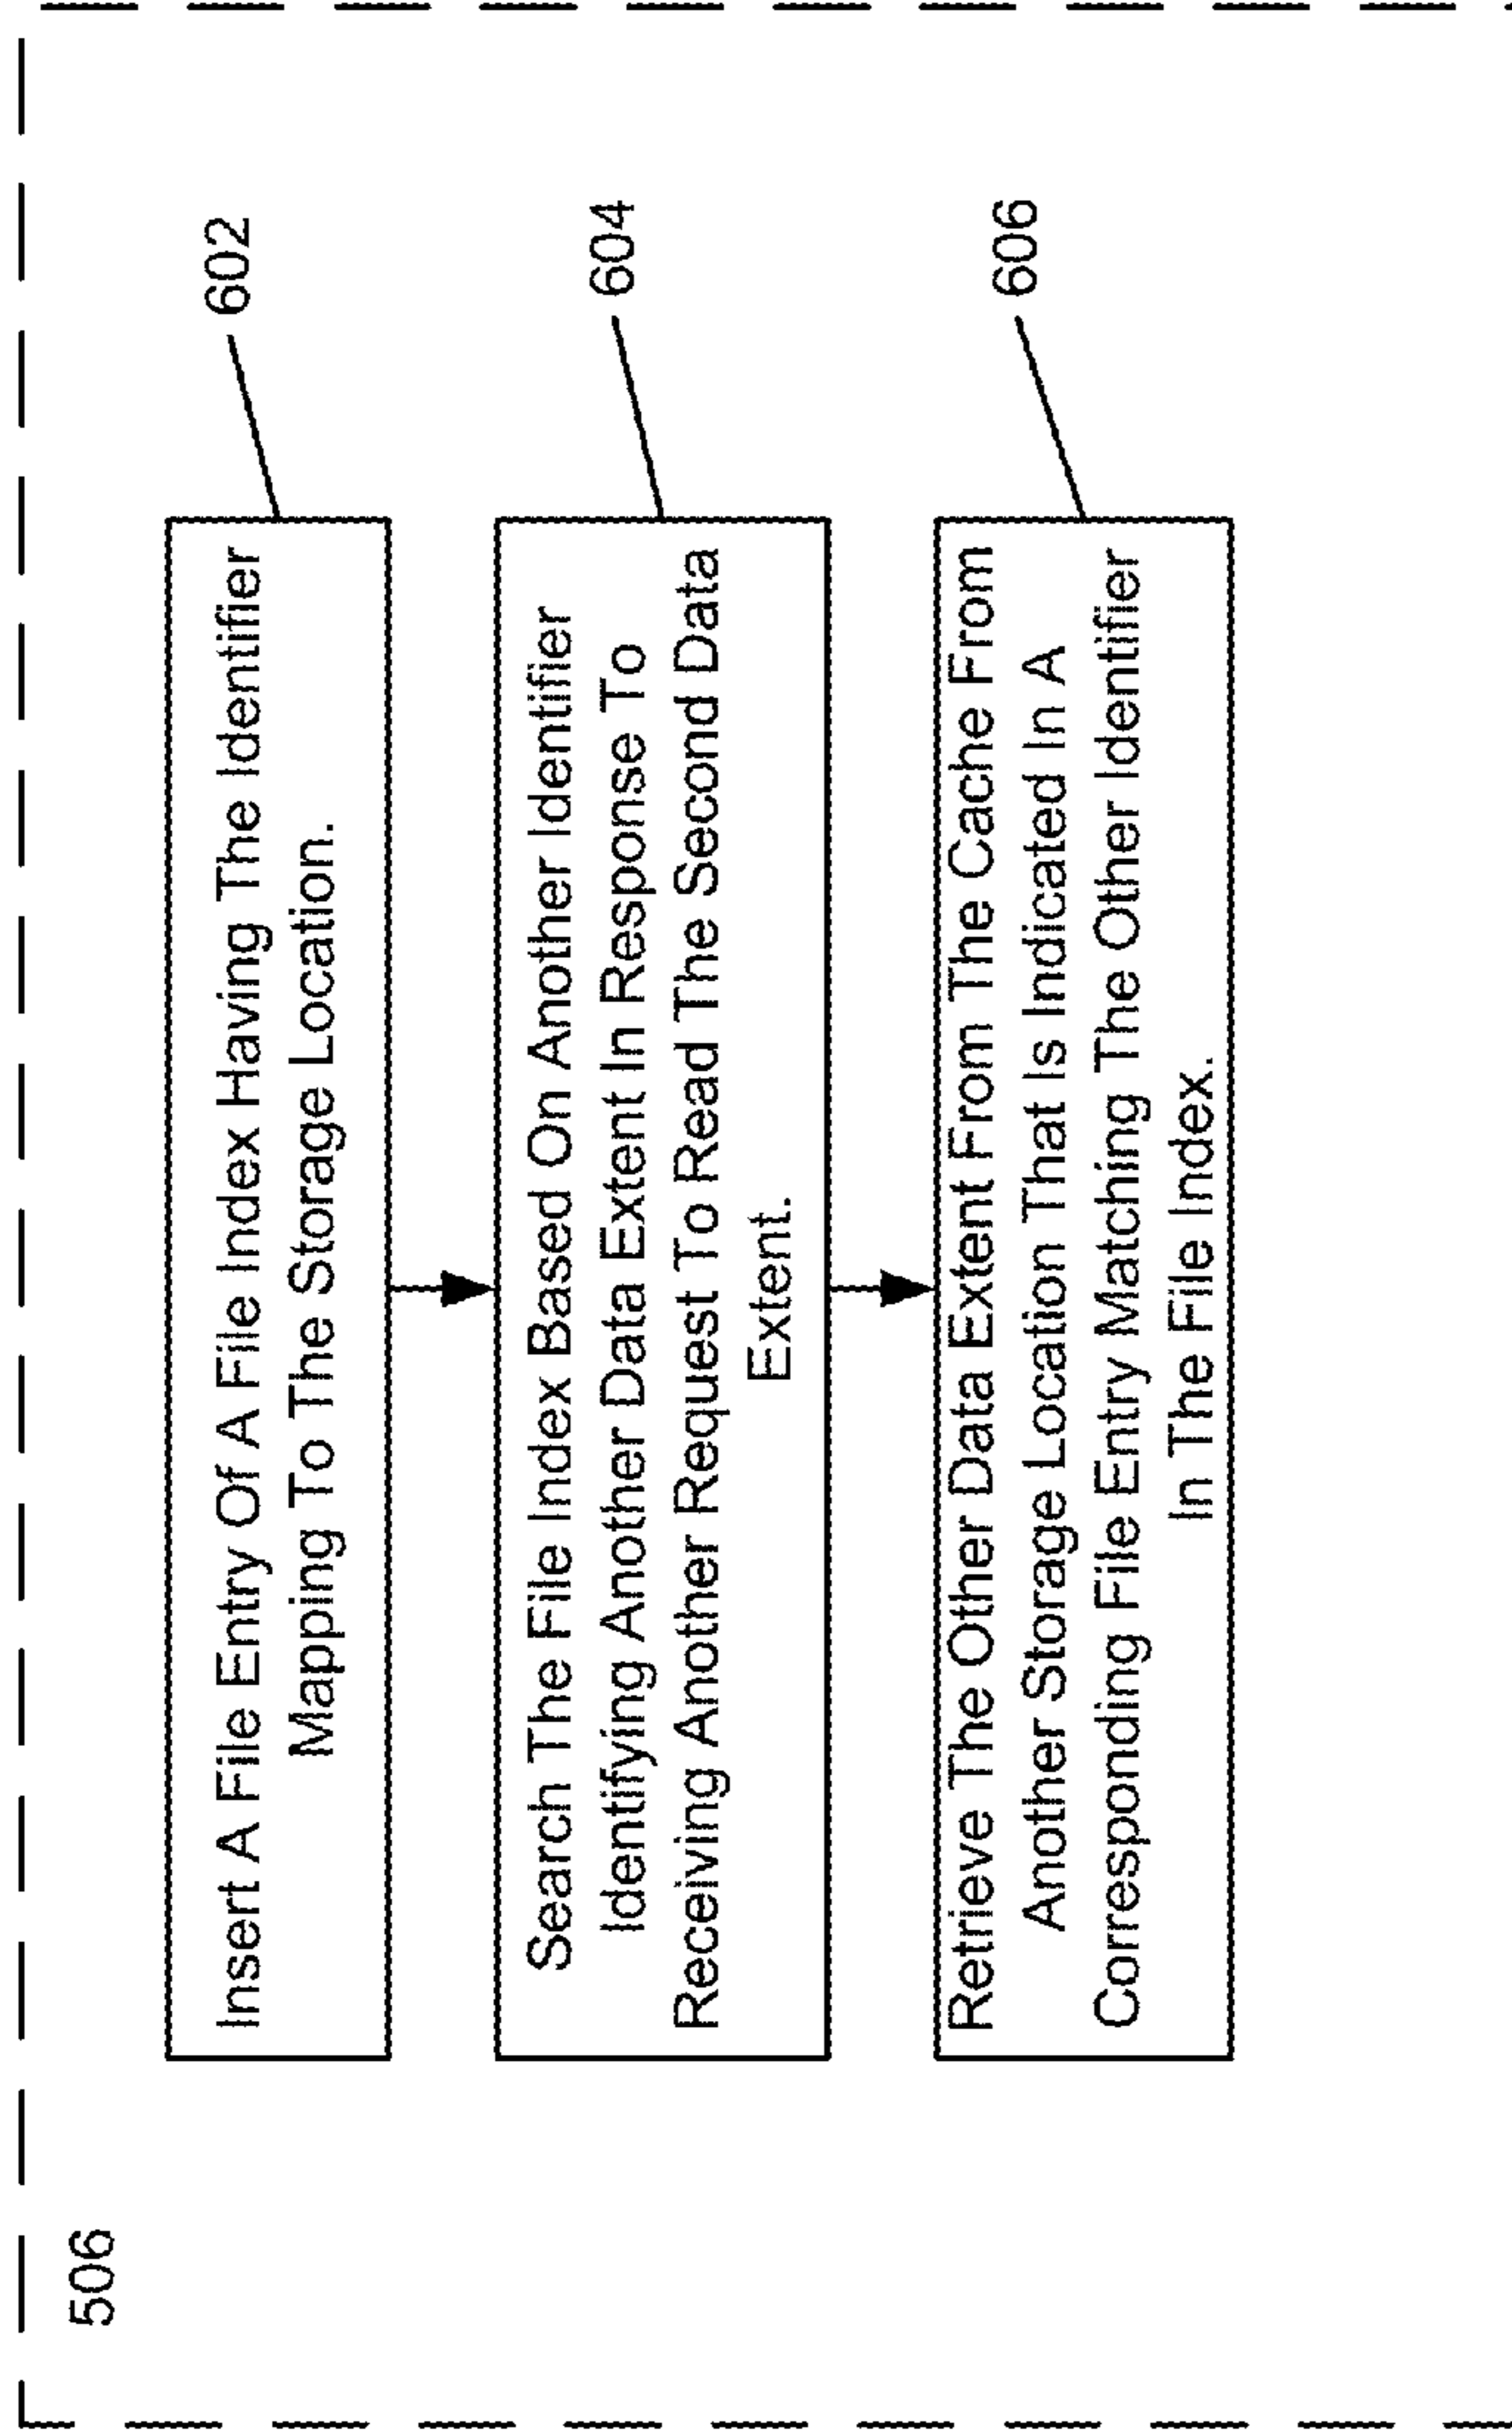 506
Insert A File Entry Of A File Index Having The Identifier
Mapping To The Storage Location.
602
Search The File Index Based On Another Identifier
Identifying Another Data Extent In Response To
Receiving Another Request To Read The Second Data
Extent.
604
Retrieve The Other Data Extent From The Cache From
Another Storage Location That Is Indicated In A
Corresponding File Entry Matching The Other Identifier
In The File Index.
606